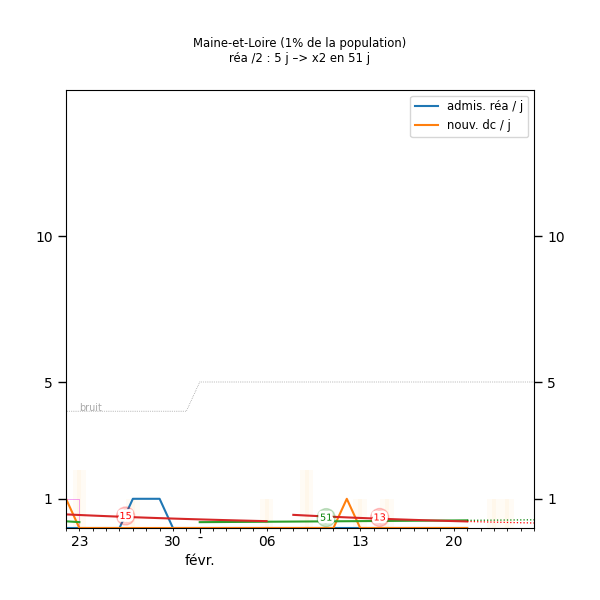 Maine-et-Loire (1% de la population)
réa /2 : 5 j –> x2 en 51 j
admis. réa / j
nouv. dc / j
10
10
5
5
bruit
1
1
15
51
13
23
30
-
06
13
20
févr.